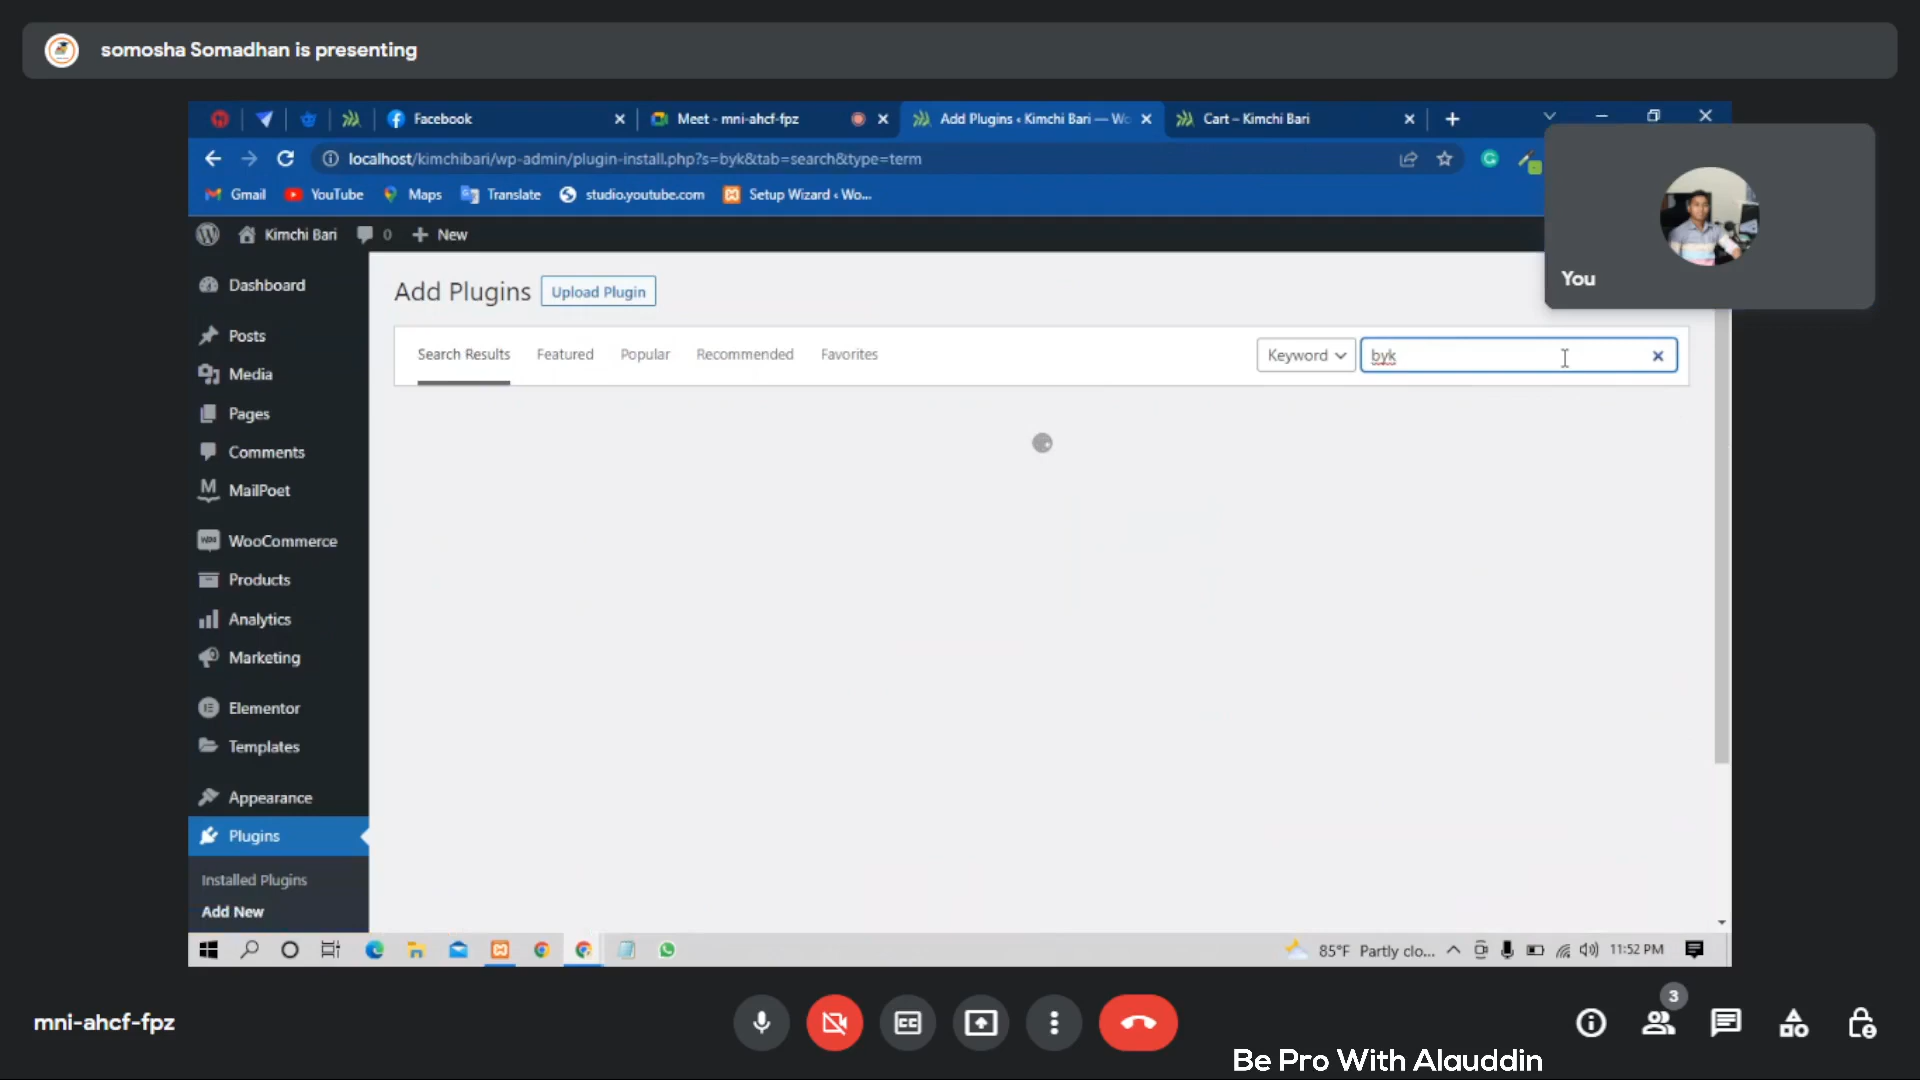 somosha Somadhan is presenting
Facebook
Meet - mni-ahcf-fpz
Add Plugins ‹ Kimchi Bari — Wo
Cart – Kimchi Bari
localhost/kimchibari/wp-admin/plugin-install.php?s=byk&tab=search&type=term
Gmail YouTube Maps Translate studio.youtube.com Setup Wizard ‹ Wo...
Kimchi Bari 0 New
You
Dashboard
Posts
Media
Pages
Comments
MailPoet
WooCommerce
Products
Analytics
Marketing
Elementor
Templates
Appearance
Plugins
Installed Plugins
Add New
Add Plugins Upload Plugin
Search Results Featured Popular Recommended Favorites Keyword byk
85°F Partly clo... 11:52 PM
mni-ahcf-fpz
3
Be Pro With Alauddin